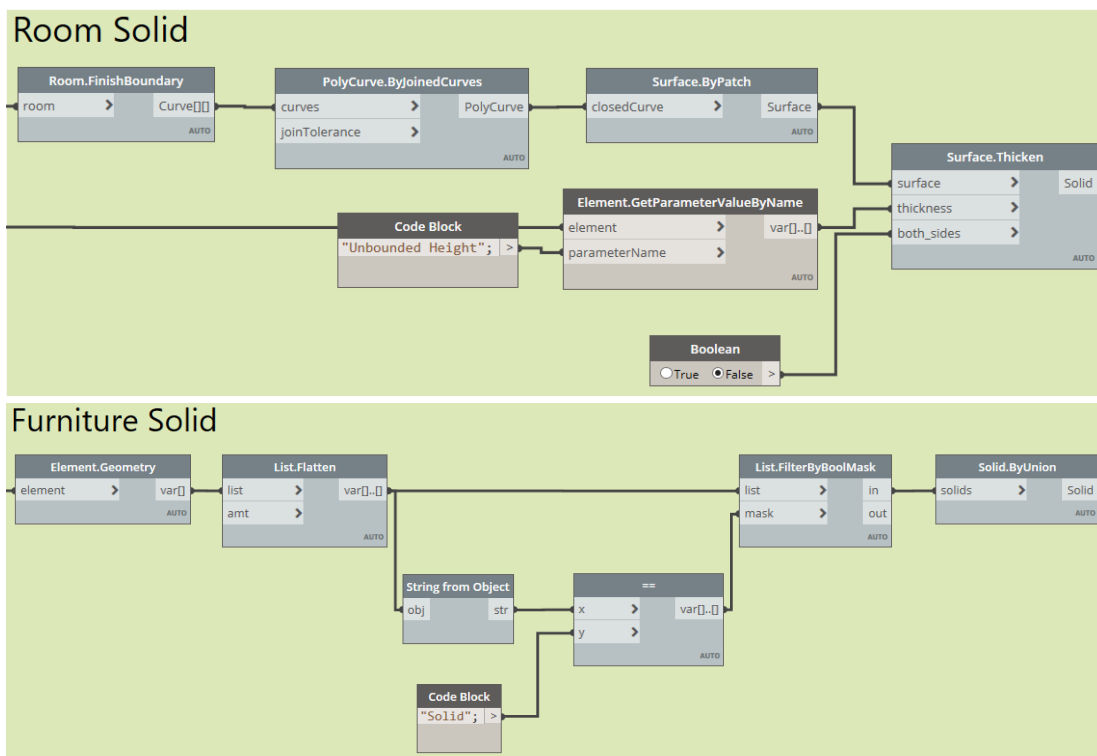 Room Solid
Room.FinishBoundary
room > Curve[][]
AUTO
PolyCurve.ByJoinedCurves
curves > PolyCurve
joinTolerance >
AUTO
Surface.ByPatch
closedCurve > Surface
AUTO
Surface.Thicken
surface > Solid
thickness >
both_sides >
AUTO
Code Block
"Unbounded Height"; >
Element.GetParameterValueByName
element > var[]..[]
parameterName >
AUTO
Boolean
True False >
Furniture Solid
Element.Geometry
element > var[]
AUTO
List.Flatten
list > var[]..[]
amt >
AUTO
String from Object
obj str
AUTO
==
x > var[]..[]
y >
AUTO
Code Block
"Solid"; >
List.FilterByBoolMask
list > in
mask > out
AUTO
Solid.ByUnion
solids > Solid
AUTO